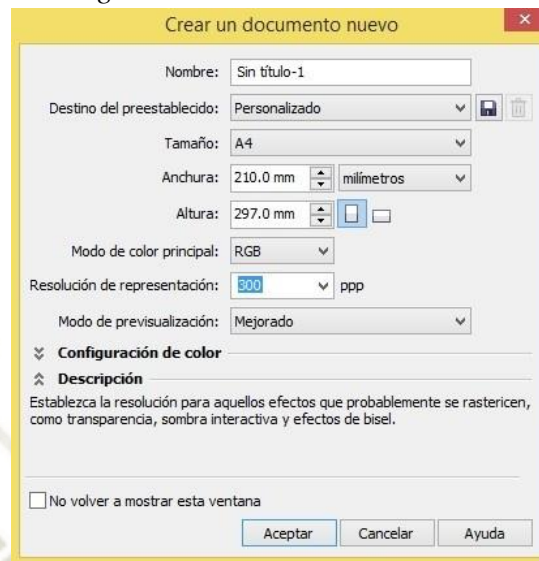 Crear un documento nuevo
Nombre: Sin título-1
Destino del preestablecido: Personalizado
Tamaño: A4
Anchura: 210.0 mm milímetros
Altura: 297.0 mm
Modo de color principal: RGB
Resolución de representación: 300 ppp
Modo de previsualización: Mejorado
Configuración de color
Descripción
Establezca la resolución para aquellos efectos que probablemente se rastericen,
como transparencia, sombra interactiva y efectos de bisel.
No volver a mostrar esta ventana
Aceptar Cancelar Ayuda